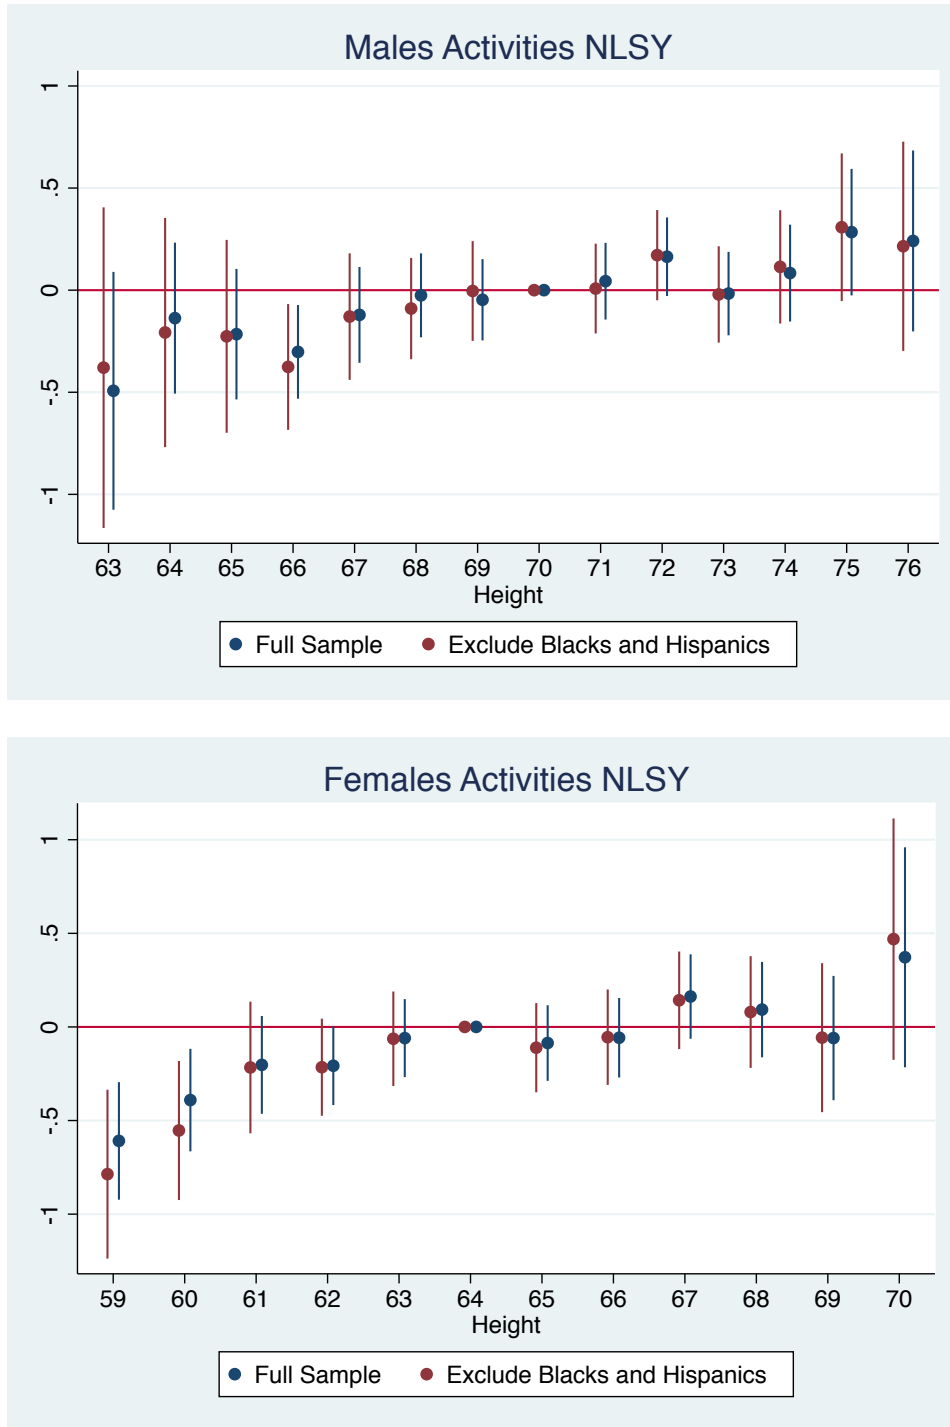 Males Activities NLSY
1
.5
0
-.5
-1
63 64 65 66 67 68 69 70 71 72 73 74 75 76
Height
Full Sample Exclude Blacks and Hispanics
Females Activities NLSY
1
.5
0
-.5
-1
59 60 61 62 63 64 65 66 67 68 69 70
Height
Full Sample Exclude Blacks and Hispanics